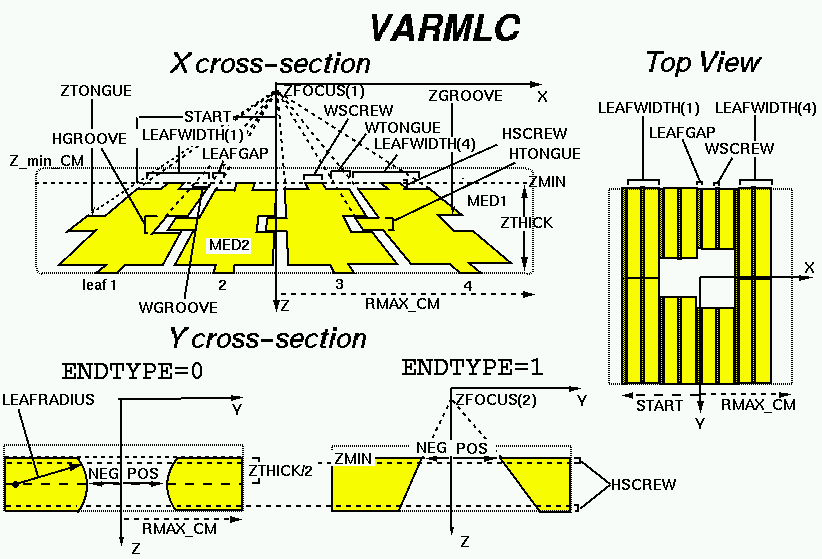 VARMLC
X cross-section
Top View
ZTONGUE
ZFOCUS(1)
ZGROOVE
X
START
WSCREW
HGROOVE
LEAFWIDTH(1)
WTONGUE
HSCREW
LEAFGAP
LEAFWIDTH(4)
HTONGUE
Z_min_CM
ZMIN
MED1
ZTHICK
MED2
leaf 1
2
3
4
WGROOVE
Z
RMAX_CM
LEAFWIDTH(1)
LEAFWIDTH(4)
LEAFGAP
WSCREW
X
START
RMAX_CM
Y
Y cross-section
ENDTYPE=0
ENDTYPE=1
LEAFRADIUS
Y
NEG
POS
ZTHICK/2
RMAX_CM
Z
ZFOCUS(2)
Y
ZMIN
NEG
POS
HSCREW
Z